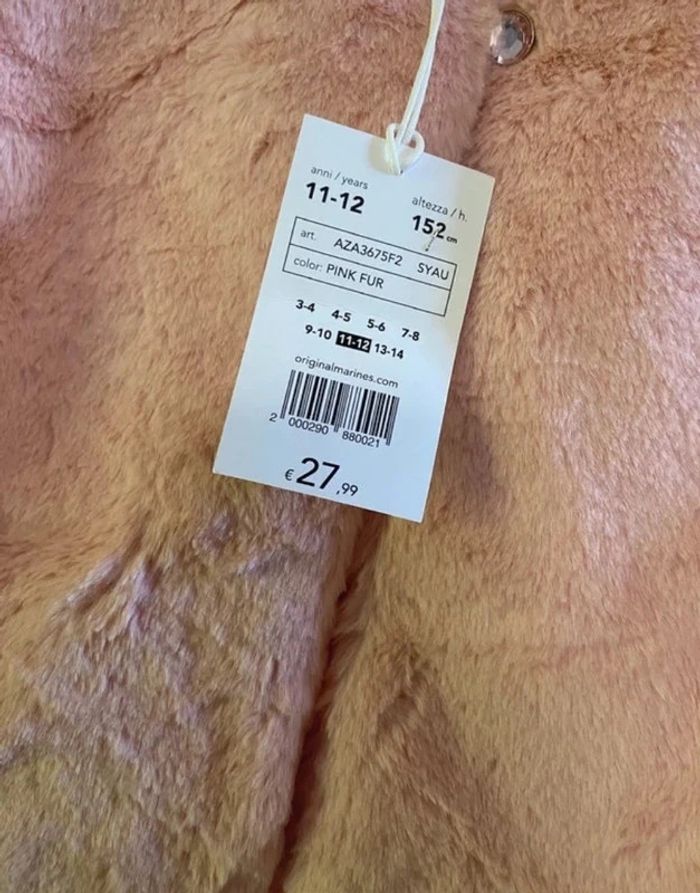 anni / years
11-12
altezza / h.
152 cm
art. AZA3675F2 SYAU
color: PINK FUR
3-4 4-5 5-6 7-8
9-10 11-12 13-14
originalmarines.com
2 000290 880021
€ 27,99